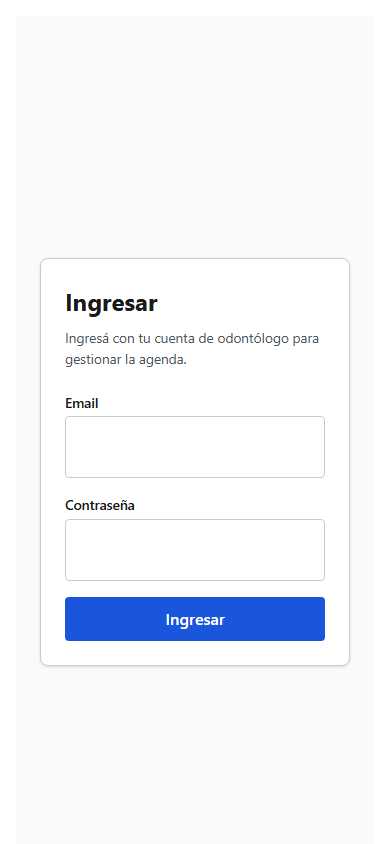 Ingresar
Ingresá con tu cuenta de odontólogo para
gestionar la agenda.
Email
Contraseña
Ingresar